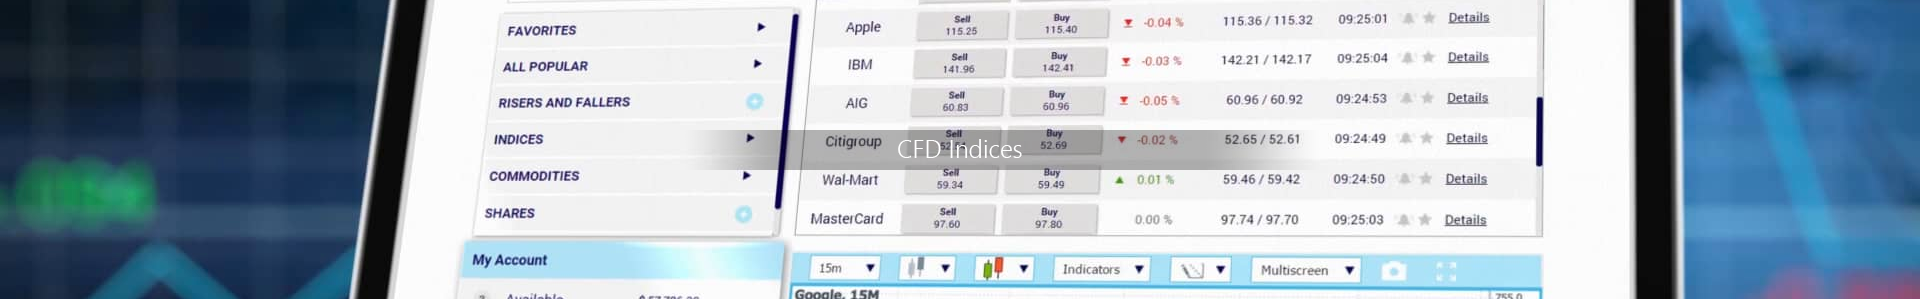 FAVORITES
ALL POPULAR
RISERS AND FALLERS
INDICES
COMMODITIES
SHARES
My Account
Available
Apple Sell 115.25 Buy 115.40 -0.04 % 115.36 / 115.32 09:25:01 Details
IBM Sell 141.96 Buy 142.41 -0.03 % 142.21 / 142.17 09:25:04 Details
AIG Sell 60.83 Buy 60.96 -0.05 % 60.96 / 60.92 09:24:53 Details
Citigroup Sell Buy 52.69 -0.02 % 52.65 / 52.61 09:24:49 Details
CFD Indices
Wal-Mart Sell 59.34 Buy 59.49 0.01 % 59.46 / 59.42 09:24:50 Details
MasterCard Sell 97.60 Buy 97.80 0.00 % 97.74 / 97.70 09:25:03 Details
15m Indicators Multiscreen
Google, 15M 755.0